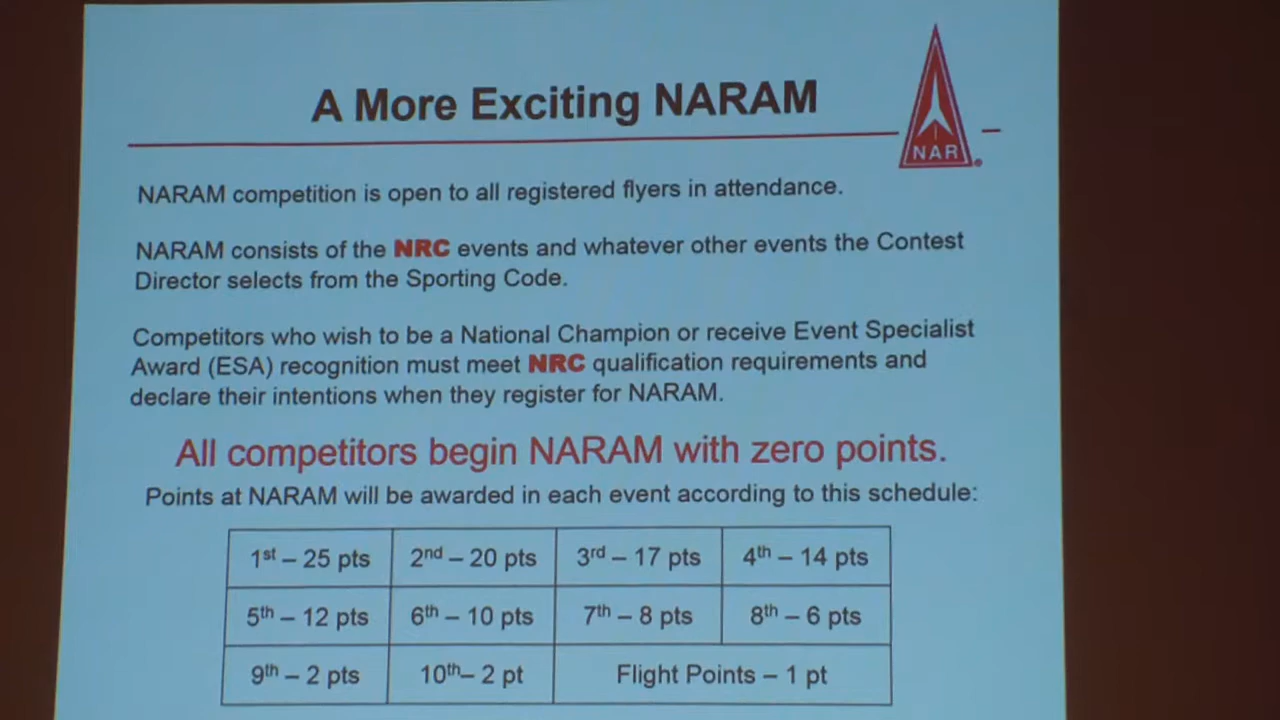 A More Exciting NARAM
NAR
NARAM competition is open to all registered flyers in attendance.
NARAM consists of the NRC events and whatever other events the Contest
Director selects from the Sporting Code.
Competitors who wish to be a National Champion or receive Event Specialist
Award (ESA) recognition must meet NRC qualification requirements and
declare their intentions when they register for NARAM.
All competitors begin NARAM with zero points.
Points at NARAM will be awarded in each event according to this schedule:
1st – 25 pts 2nd – 20 pts 3rd – 17 pts 4th – 14 pts
5th – 12 pts 6th – 10 pts 7th – 8 pts 8th – 6 pts
9th – 2 pts 10th– 2 pt Flight Points – 1 pt